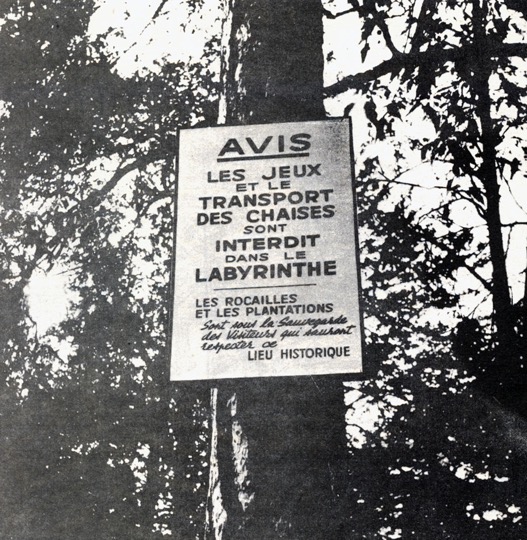 AVIS
LES JEUX
ET LE
TRANSPORT
DES CHAISES
SONT
INTERDIT
DANS LE
LABYRINTHE
LES ROCAILLES
ET LES PLANTATIONS
Sont sous la Sauvegarde
des Visiteurs qui sauront
respecter ce
LIEU HISTORIQUE